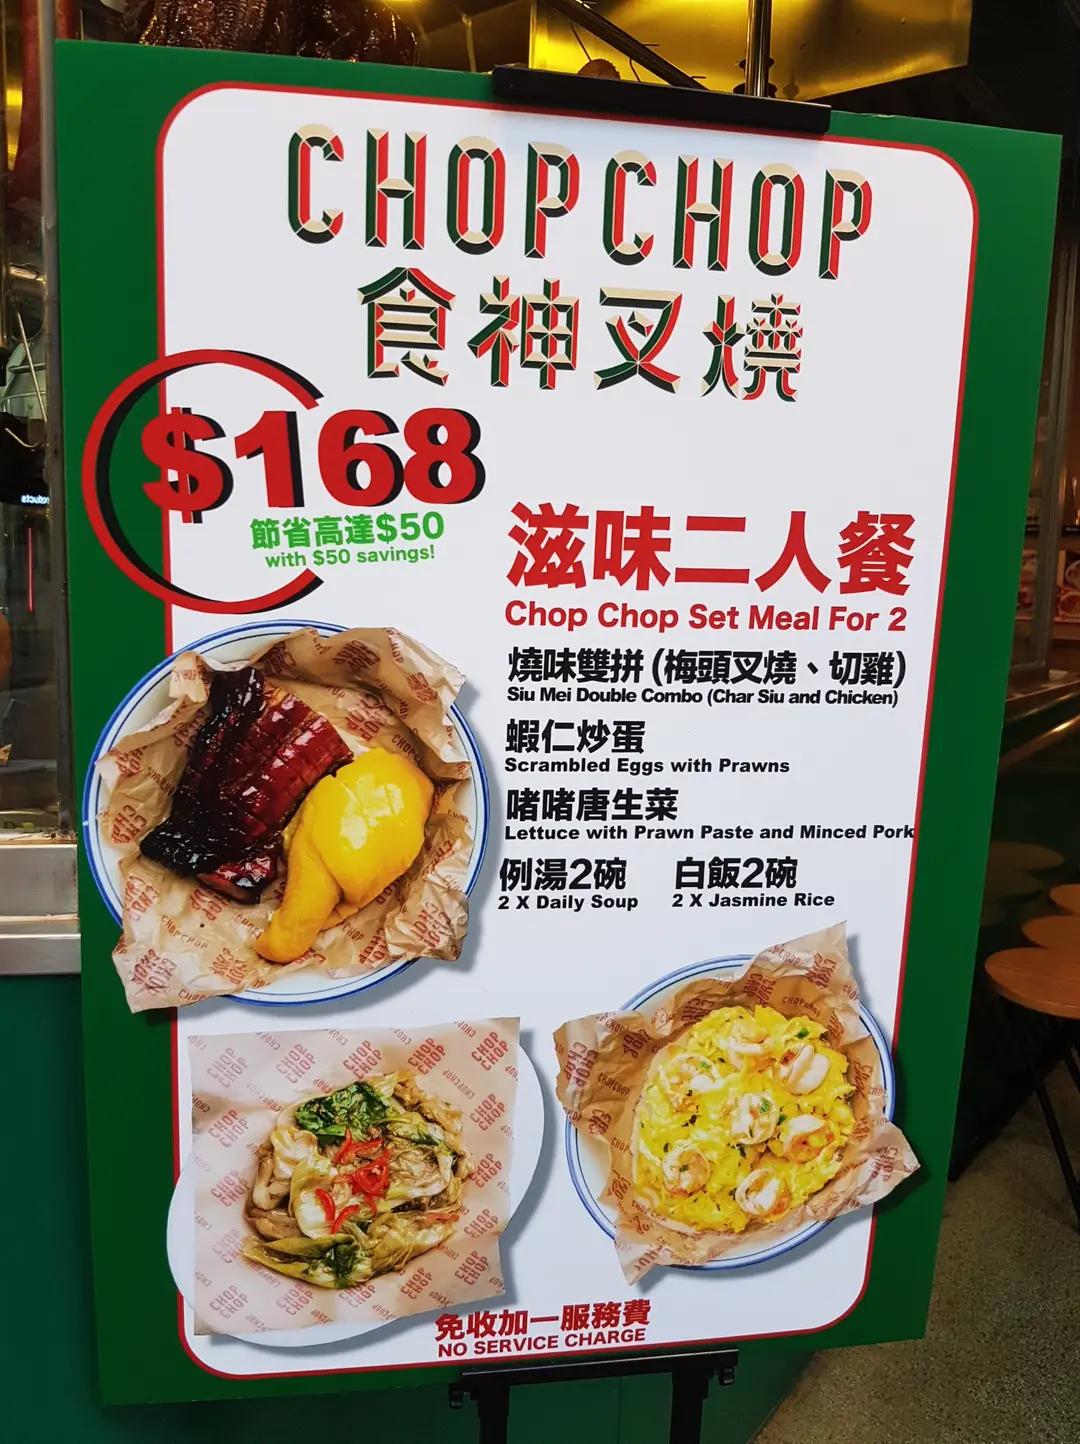 CHOPCHOP
食神叉燒
$168
節省高達$50
with $50 savings!
滋味二人餐
Chop Chop Set Meal For 2
燒味雙拼 (梅頭叉燒、切雞)
Siu Mei Double Combo (Char Siu and Chicken)
蝦仁炒蛋
Scrambled Eggs with Prawns
啫啫唐生菜
Lettuce with Prawn Paste and Minced Pork
例湯2碗 白飯2碗
2 X Daily Soup 2 X Jasmine Rice
免收加一服務費
NO SERVICE CHARGE